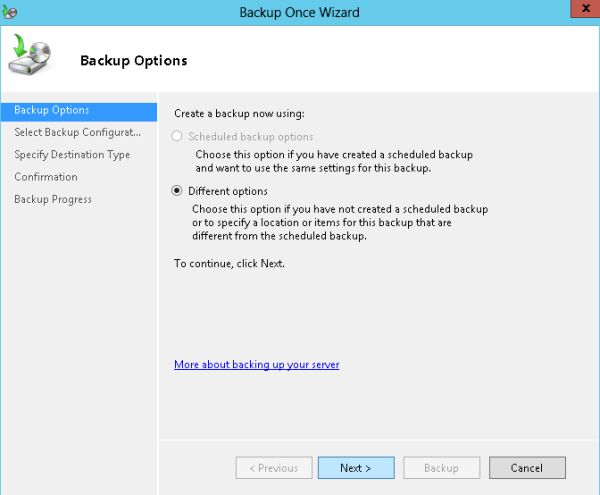 Backup Once Wizard
x
Backup Options
Backup Options
Select Backup Configurat...
Specify Destination Type
Confirmation
Backup Progress
Create a backup now using:
Scheduled backup options
Choose this option if you have created a scheduled backup
and want to use the same settings for this backup.
Different options
Choose this option if you have not created a scheduled backup
or to specify a location or items for this backup that are
different from the scheduled backup.
To continue, click Next.
More about backing up your server
< Previous
Next >
Backup
Cancel